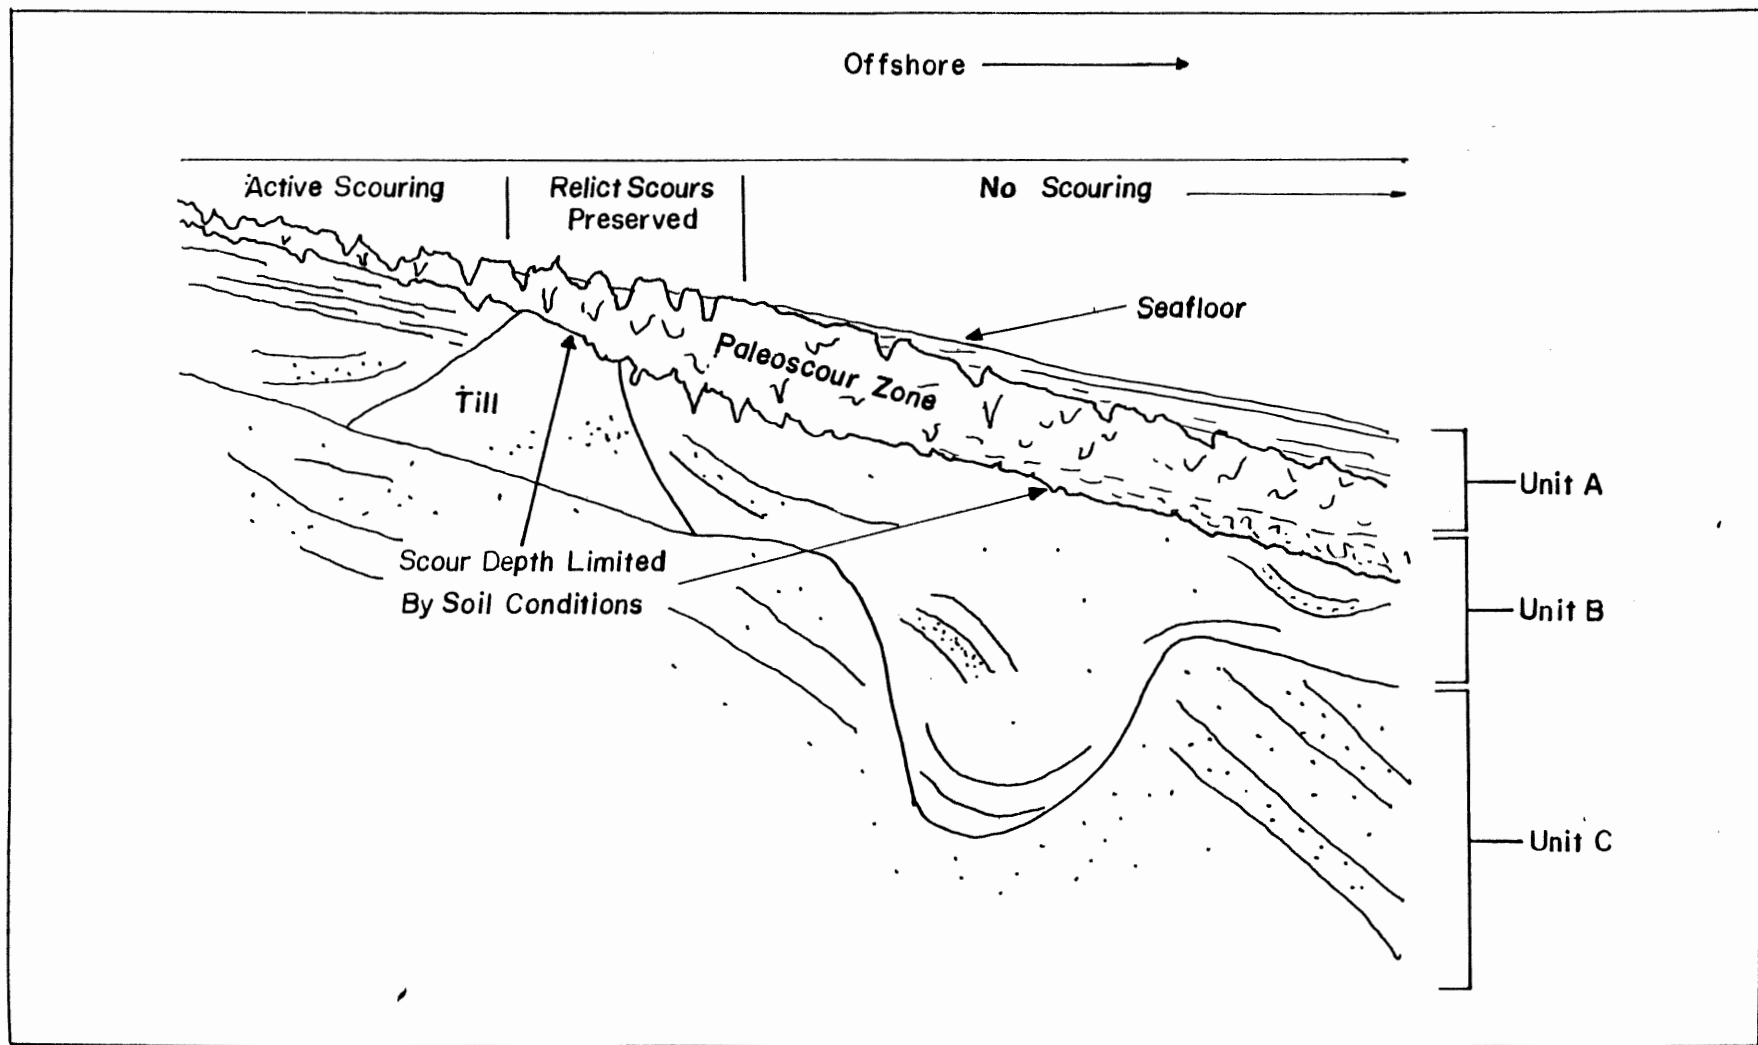 Offshore
Active Scouring
Relict Scours
Preserved
No Scouring
Seafloor
Paleoscour Zone
Till
Unit A
Scour Depth Limited
By Soil Conditions
Unit B
Unit C